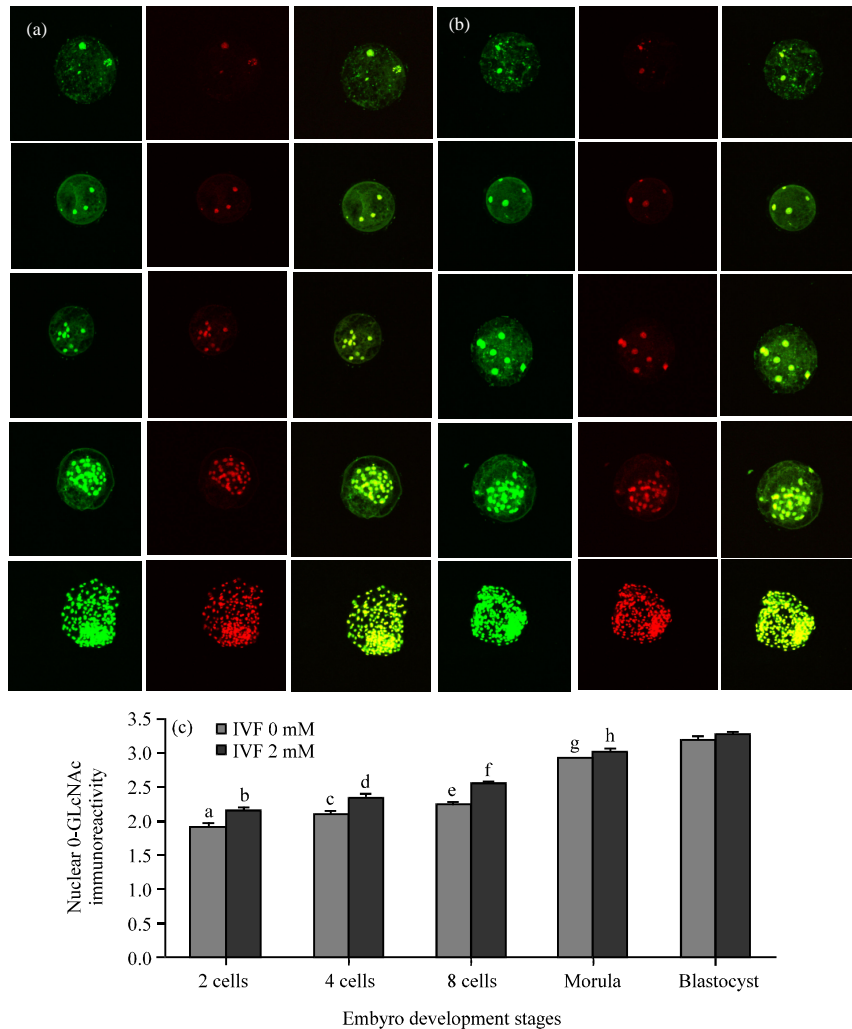 (a)
(b)
(c)
IVF 0 mM
IVF 2 mM
Nuclear 0-GLcNAc
immunoreactivity
3.5
3.0
2.5
2.0
1.5
1.0
0.5
0.0
a
b
c
d
e
f
g
h
2 cells
4 cells
8 cells
Morula
Blastocyst
Embyro development stages